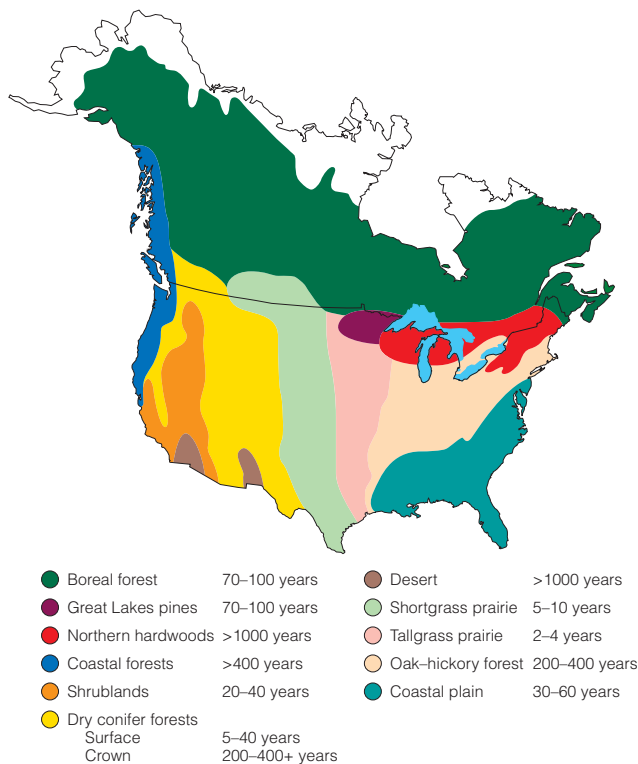 Boreal forest 70–100 years
Great Lakes pines 70–100 years
Northern hardwoods >1000 years
Coastal forests >400 years
Shrublands 20–40 years
Dry conifer forests
Surface 5–40 years
Crown 200–400+ years
Desert >1000 years
Shortgrass prairie 5–10 years
Tallgrass prairie 2–4 years
Oak–hickory forest 200–400 years
Coastal plain 30–60 years